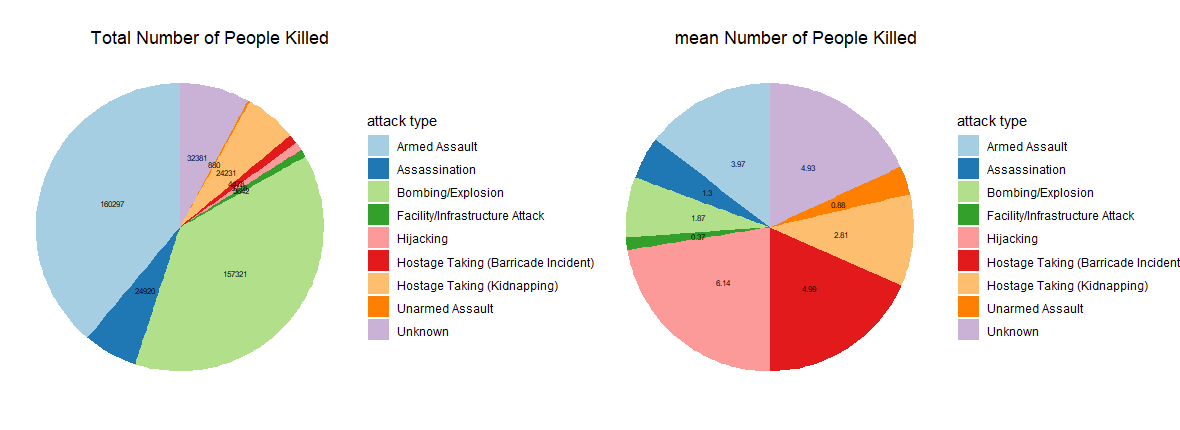 Total Number of People Killed
32381
880
24231
160297
24920
157321
attack type
Armed Assault
Assassination
Bombing/Explosion
Facility/Infrastructure Attack
Hijacking
Hostage Taking (Barricade Incident)
Hostage Taking (Kidnapping)
Unarmed Assault
Unknown
mean Number of People Killed
3.97
4.93
1.3
0.88
1.87
2.81
0.37
6.14
4.99
attack type
Armed Assault
Assassination
Bombing/Explosion
Facility/Infrastructure Attack
Hijacking
Hostage Taking (Barricade Incident
Hostage Taking (Kidnapping)
Unarmed Assault
Unknown